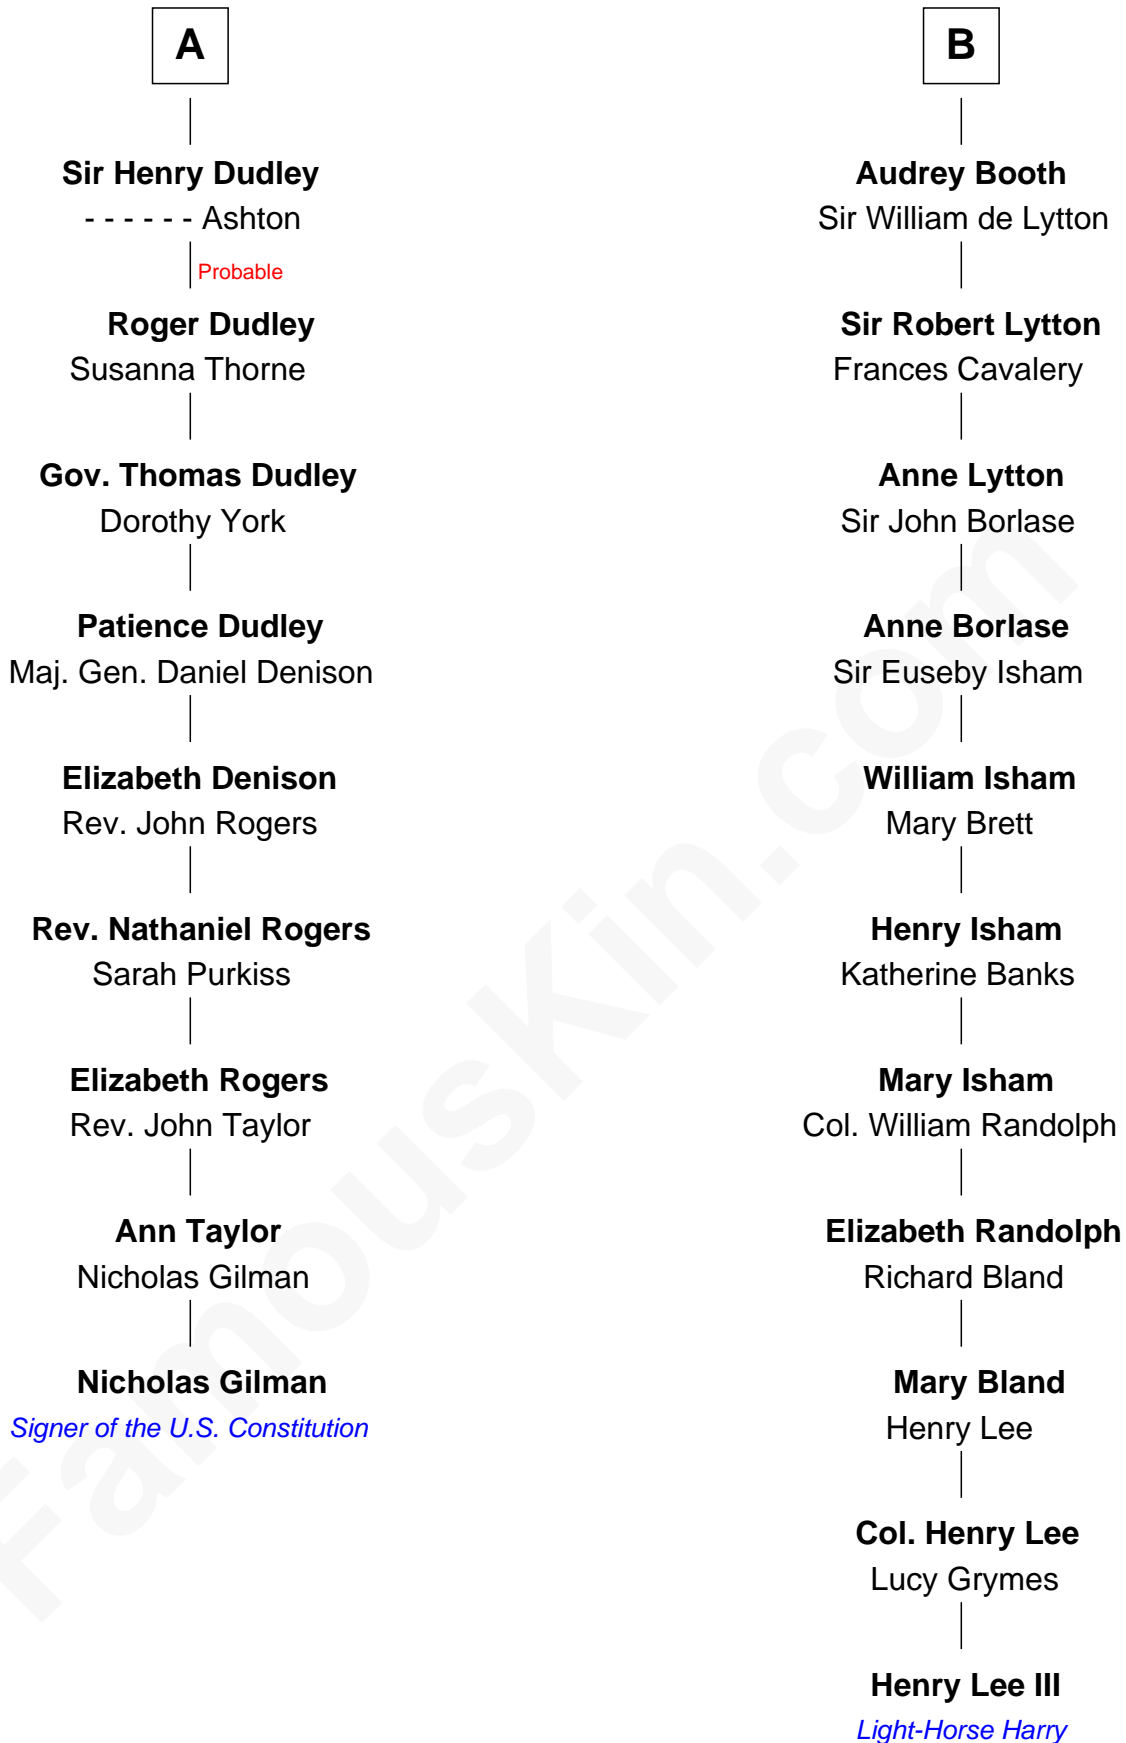 A
Sir Henry Dudley
- - - - - - Ashton
Probable
Roger Dudley
Susanna Thorne
Gov. Thomas Dudley
Dorothy York
Patience Dudley
Maj. Gen. Daniel Denison
Elizabeth Denison
Rev. John Rogers
Rev. Nathaniel Rogers
Sarah Purkiss
Elizabeth Rogers
Rev. John Taylor
Ann Taylor
Nicholas Gilman
Nicholas Gilman
Signer of the U.S. Constitution
B
Audrey Booth
Sir William de Lytton
Sir Robert Lytton
Frances Cavalery
Anne Lytton
Sir John Borlase
Anne Borlase
Sir Euseby Isham
William Isham
Mary Brett
Henry Isham
Katherine Banks
Mary Isham
Col. William Randolph
Elizabeth Randolph
Richard Bland
Mary Bland
Henry Lee
Col. Henry Lee
Lucy Grymes
Henry Lee III
Light-Horse Harry
FamousKin.com